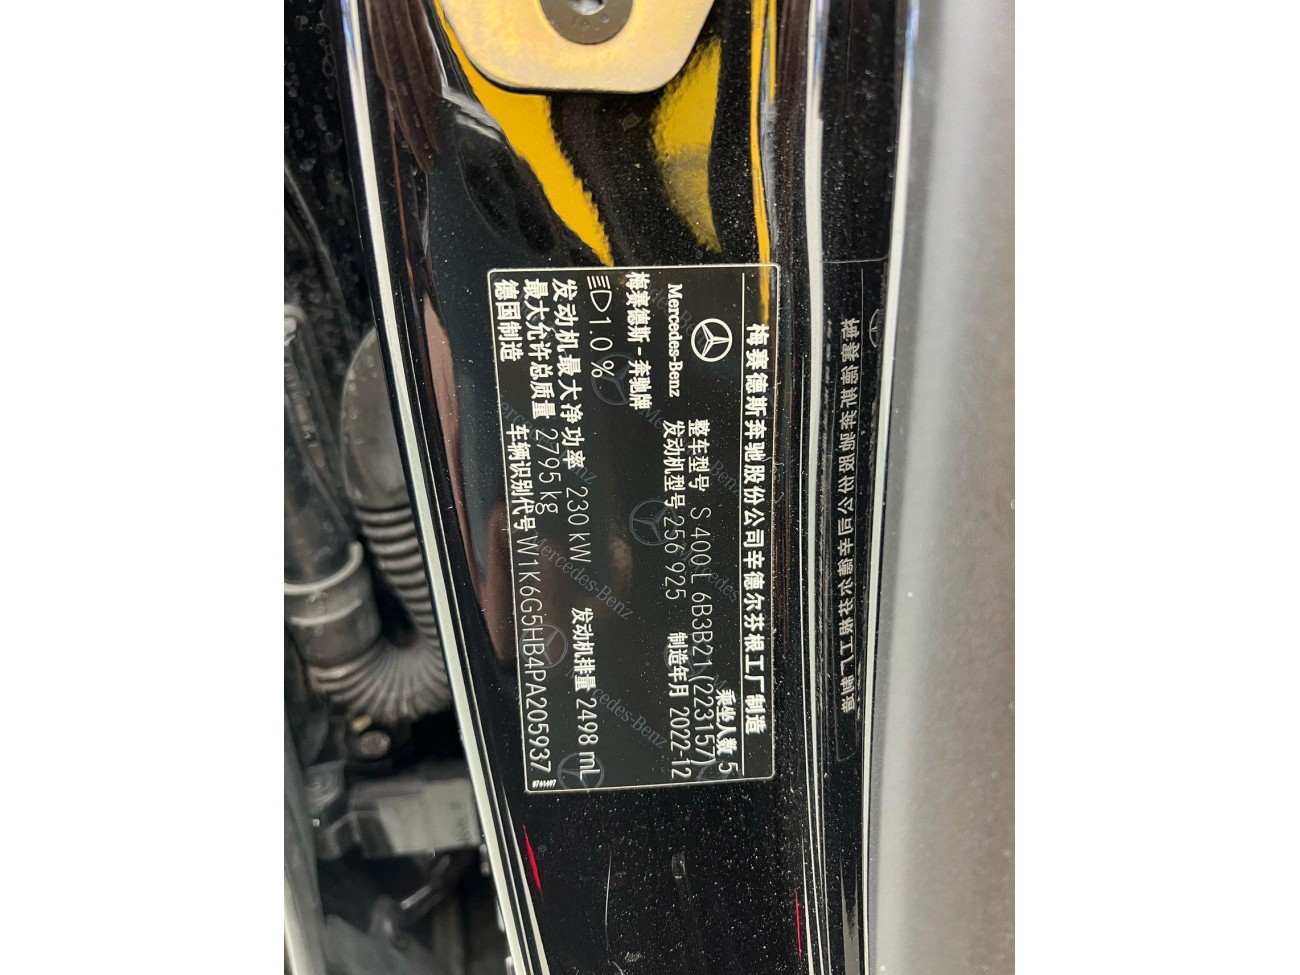 梅赛德斯奔驰股份公司辛德尔芬根工厂制造
乘坐人数 5
整车型号 S 400 L 6B3B21 (223157)
Mercedes-Benz
发动机型号 256 925 制造年月 2022-12
梅赛德斯-奔驰牌
1.0 %
发动机最大净功率 230 kW 发动机排量 2498 mL
最大允许总质量 2795 kg
德国制造 车辆识别代号 W1K6G5HB4PA205937